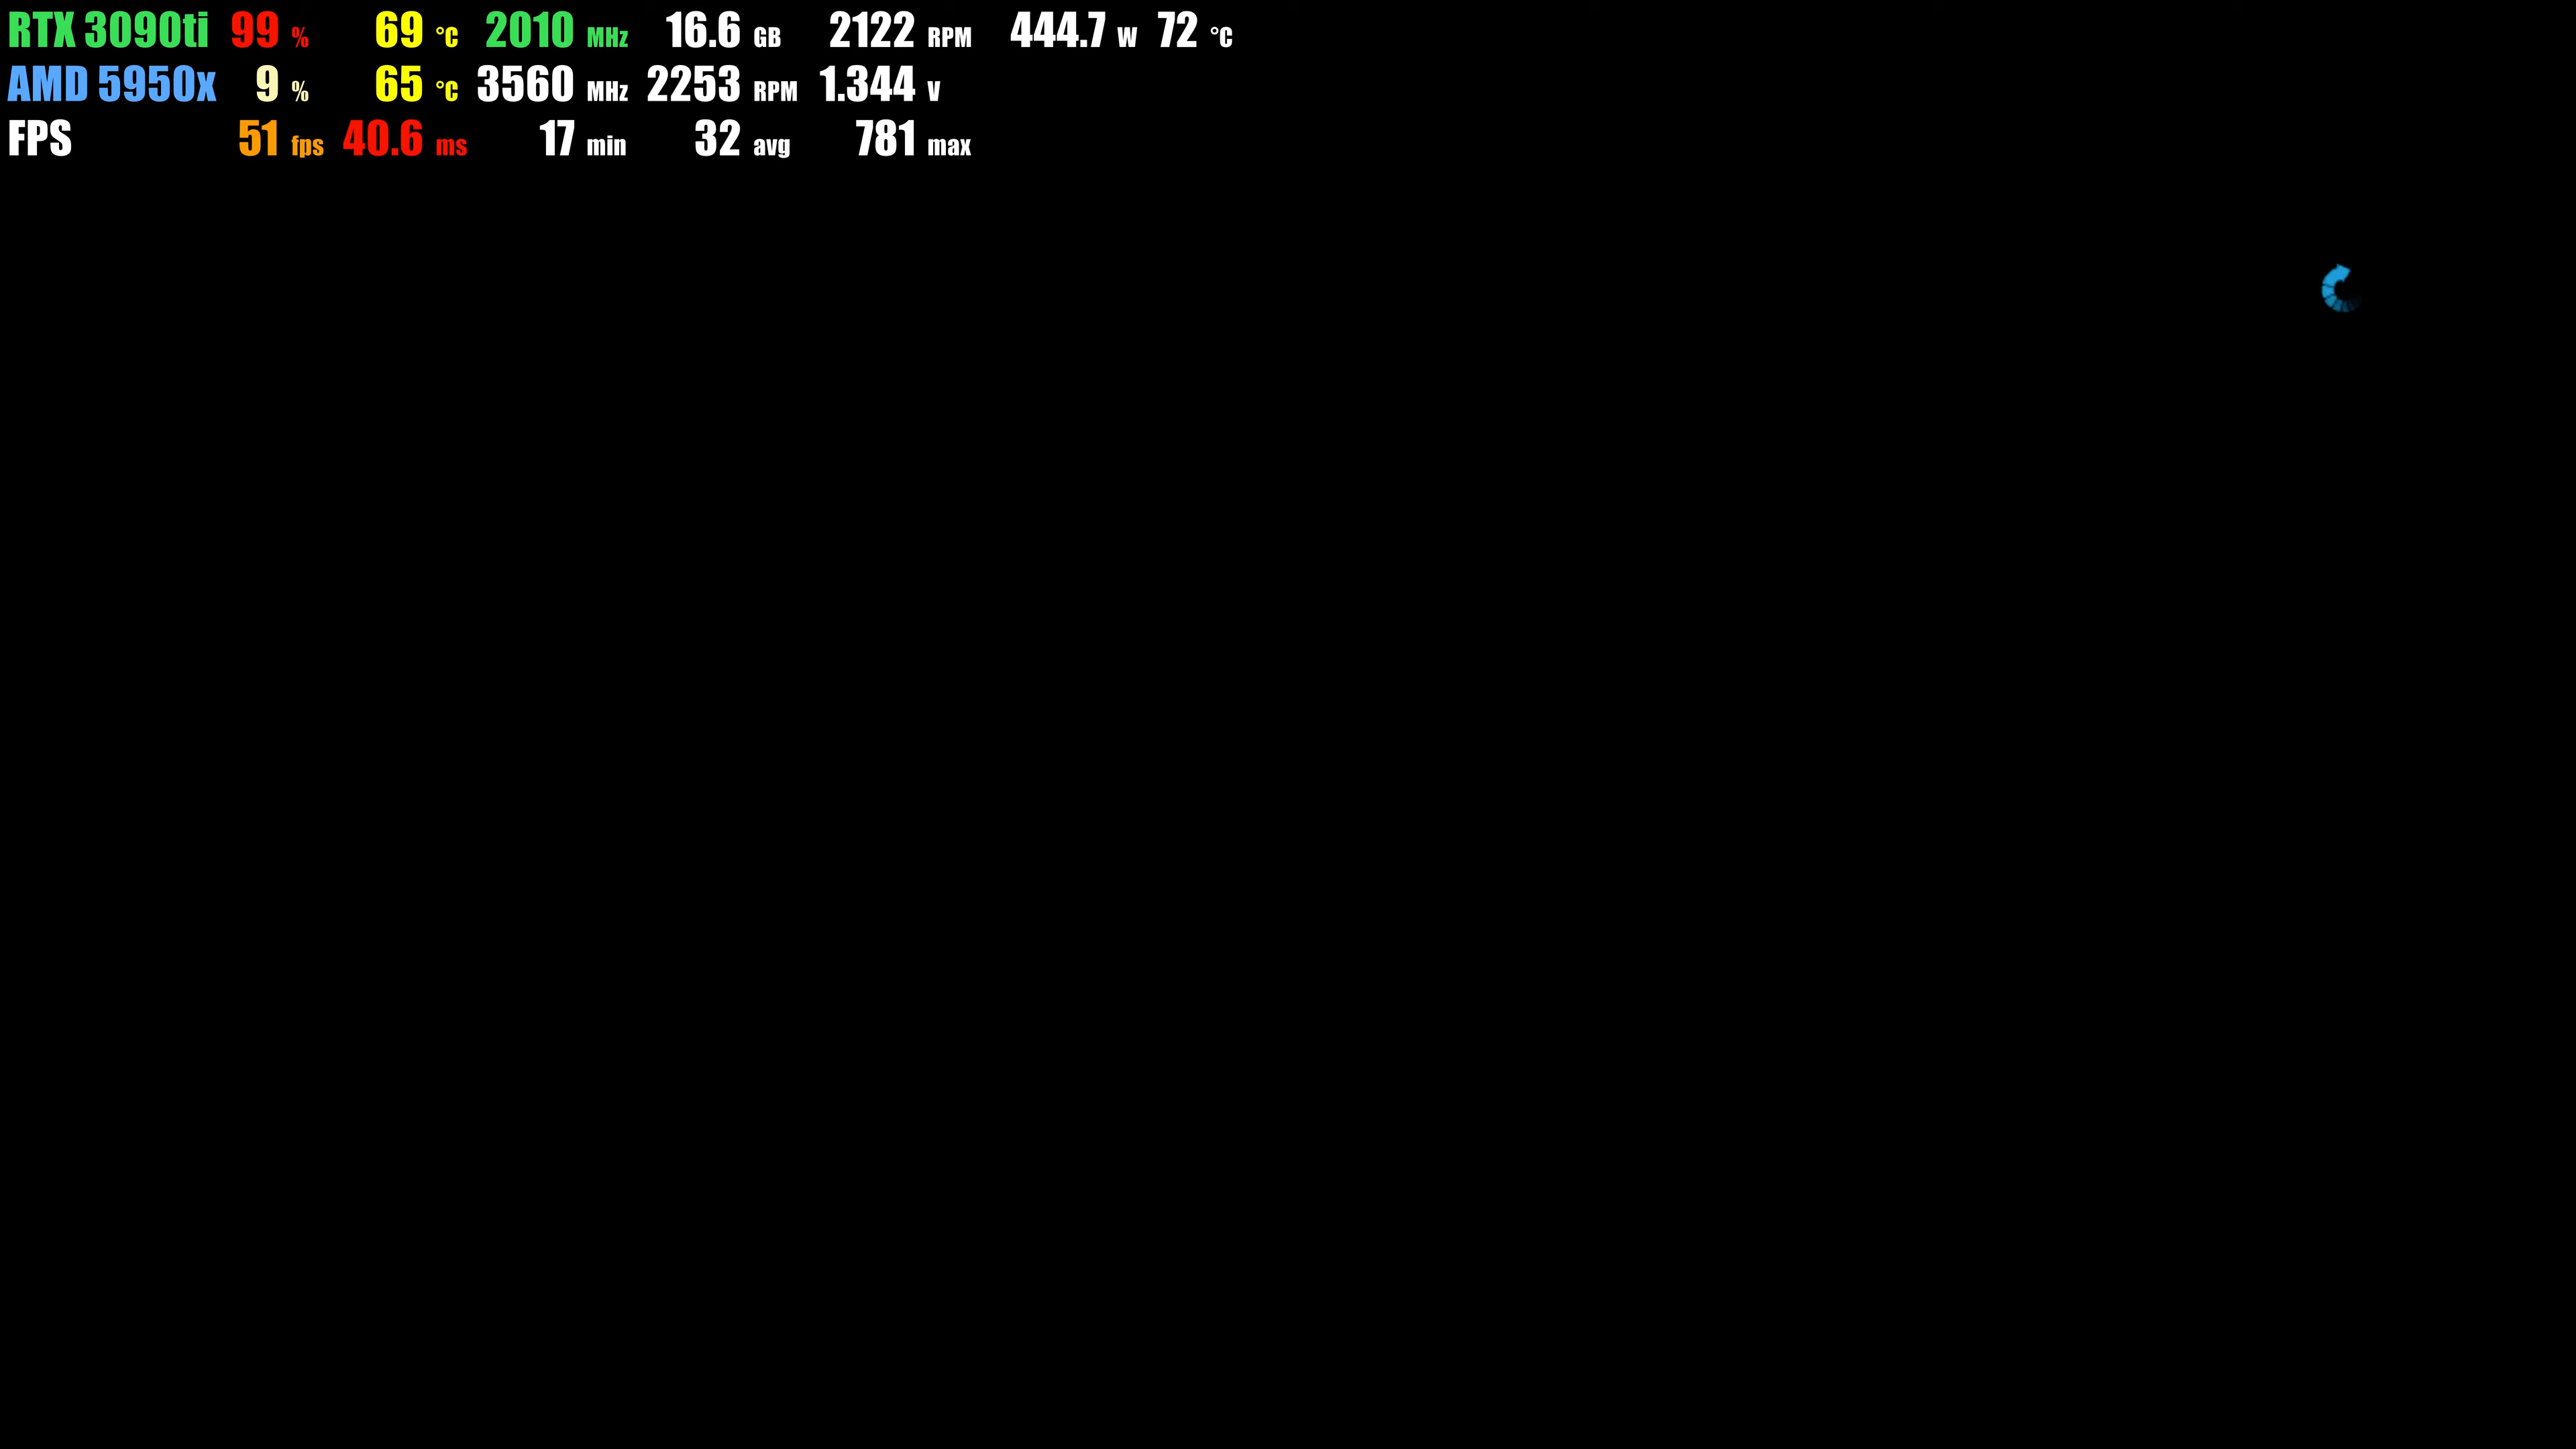 RTX 3090ti 99 % 69 °C 2010 MHz 16.6 GB 2122 RPM 444.7 W 72 °C
AMD 5950x 9 % 65 °C 3560 MHz 2253 RPM 1.344 V
FPS 51 fps 40.6 ms 17 min 32 avg 781 max